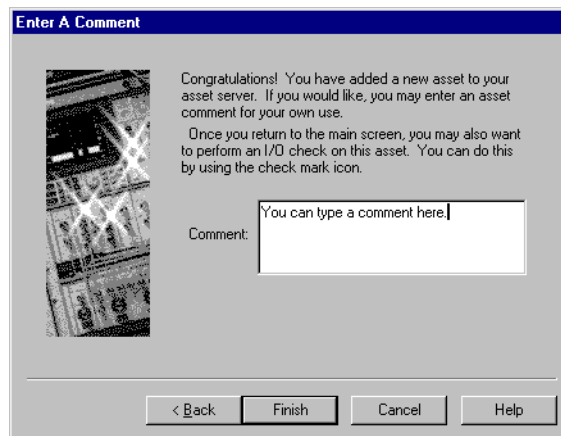 Enter A Comment
Congratulations!  You have added a new asset to your
asset server.  If you would like, you may enter an asset
comment for your own use.
Once you return to the main screen, you may also want
to perform an I/O check on this asset.  You can do this
by using the check mark icon.
You can type a comment here.
Comment:
< Back
Finish
Cancel
Help